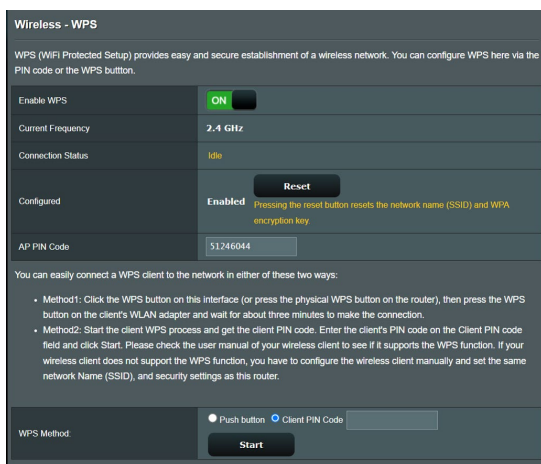 Wireless - WPS
WPS (WiFi Protected Setup) provides easy and secure establishment of a wireless network. You can configure WPS here via the
PIN code or the WPS buttton.
Enable WPS
ON
Current Frequency
2.4 GHz
Connection Status
Idle
Configured
Enabled
Reset
Pressing the reset button resets the network name (SSID) and WPA
encryption key.
AP PIN Code
51246044
You can easily connect a WPS client to the network in either of these two ways:
• Method1: Click the WPS button on this interface (or press the physical WPS button on the router), then press the WPS
button on the client's WLAN adapter and wait for about three minutes to make the connection.
• Method2: Start the client WPS process and get the client PIN code. Enter the client's PIN code on the Client PIN code
field and click Start. Please check the user manual of your wireless client to see if it supports the WPS function. If your
wireless client does not support the WPS function, you have to configure the wireless client manually and set the same
network Name (SSID), and security settings as this router.
WPS Method:
Push button Client PIN Code
Start